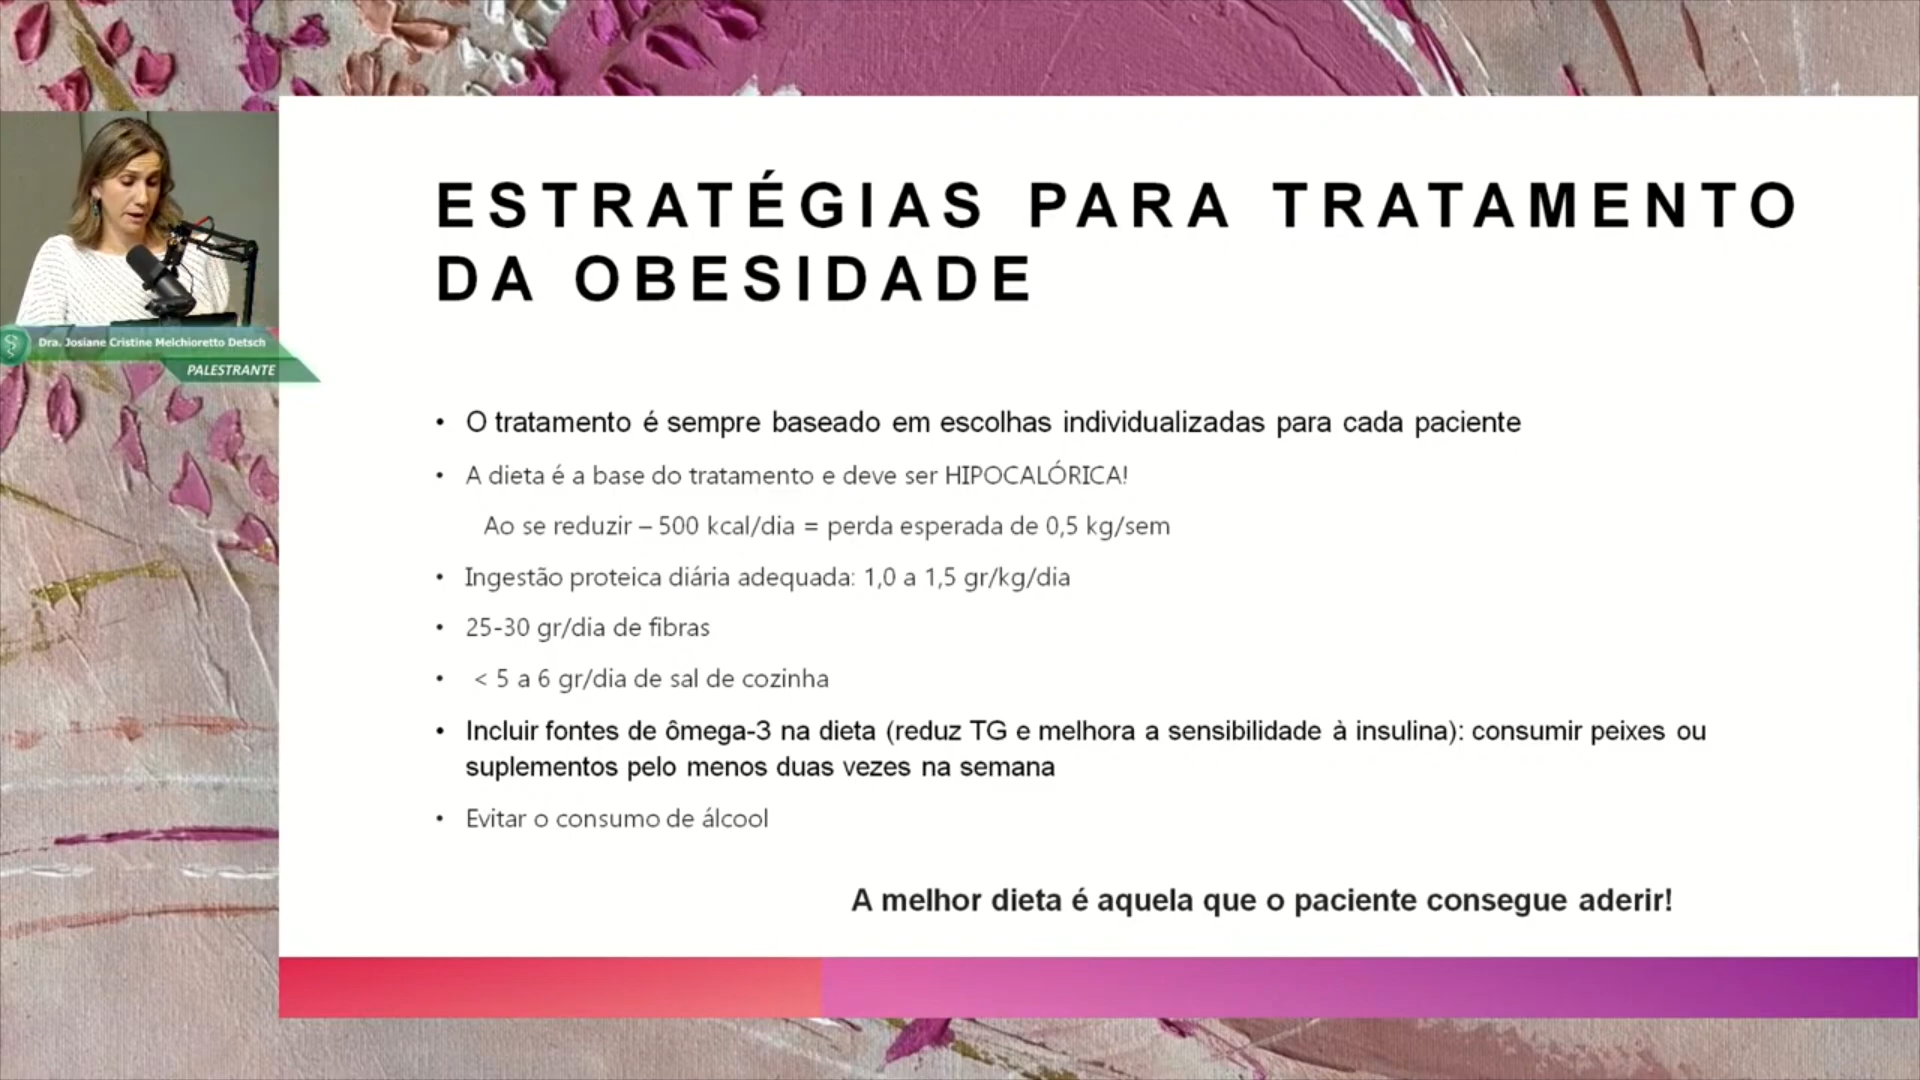 ESTRATÉGIAS PARA TRATAMENTO
DA OBESIDADE
Dra. Josiane Cristine Melchioretto Detsch
PALESTRANTE
• O tratamento é sempre baseado em escolhas individualizadas para cada paciente
• A dieta é a base do tratamento e deve ser HIPOCALÓRICA!
Ao se reduzir – 500 kcal/dia = perda esperada de 0,5 kg/sem
• Ingestão proteica diária adequada: 1,0 a 1,5 gr/kg/dia
• 25-30 gr/dia de fibras
• < 5 a 6 gr/dia de sal de cozinha
• Incluir fontes de ômega-3 na dieta (reduz TG e melhora a sensibilidade à insulina): consumir peixes ou
suplementos pelo menos duas vezes na semana
• Evitar o consumo de álcool
A melhor dieta é aquela que o paciente consegue aderir!